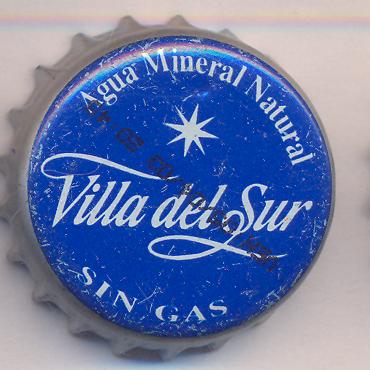 Agua Mineral Natural
Villa del Sur
SIN GAS